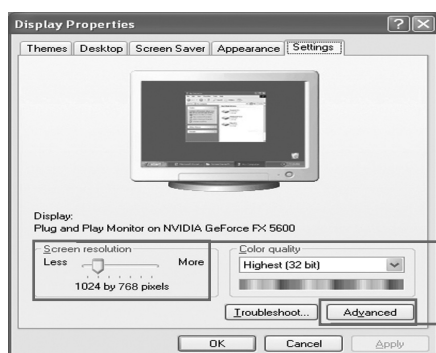 Display Properties
Themes Desktop Screen Saver Appearance Settings
Display:
Plug and Play Monitor on NVIDIA GeForce FX 5600
Screen resolution
Less More
1024 by 768 pixels
Color quality
Highest (32 bit)
Troubleshoot... Advanced
OK Cancel Apply